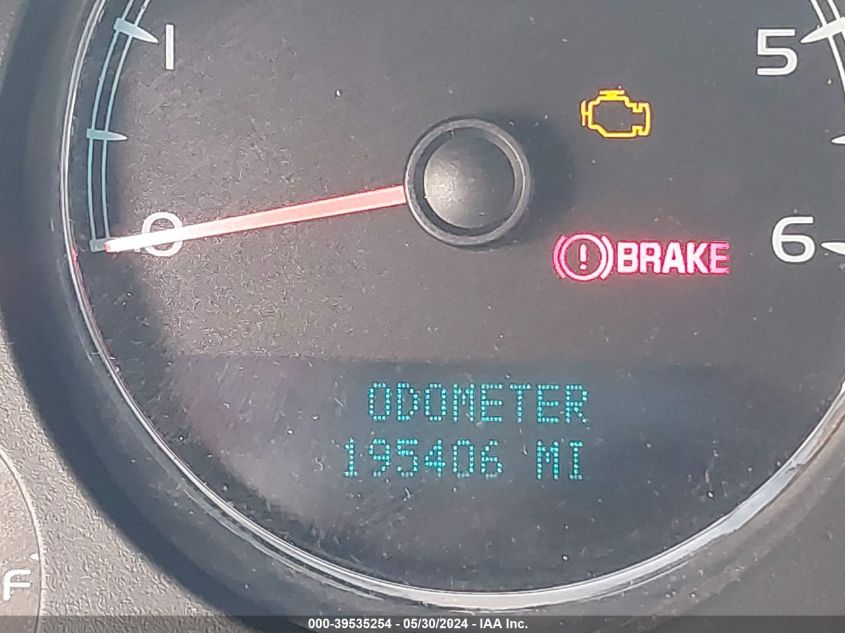 1
5
0
6
BRAKE
ODOMETER
195406 MI
F
000-39535254 - 05/30/2024 - IAA Inc.